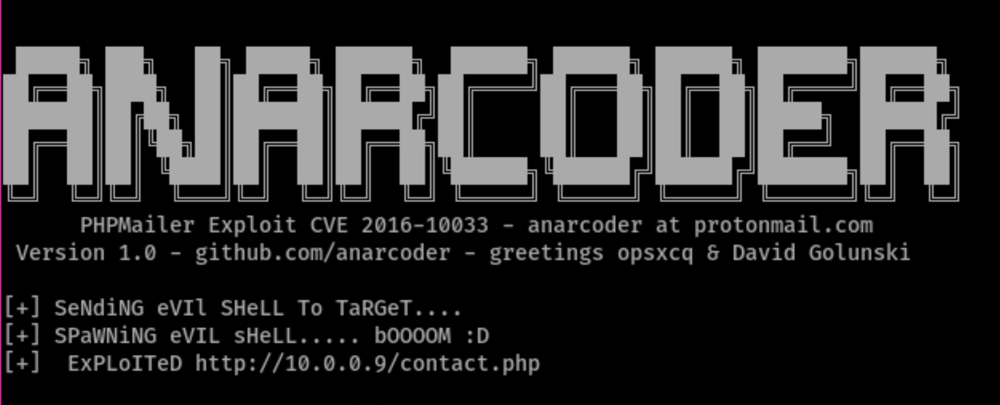 ANARCODER
PHPMailer Exploit CVE 2016-10033 - anarcoder at protonmail.com
Version 1.0 - github.com/anarcoder - greetings opsxcq & David Golunski
[+] SeNdiNG eVIl SHeLL To TaRGeT....
[+] SPaWNiNG eVIL sHeLL..... bOOOOM :D
[+]  ExPLoITeD http://10.0.0.9/contact.php